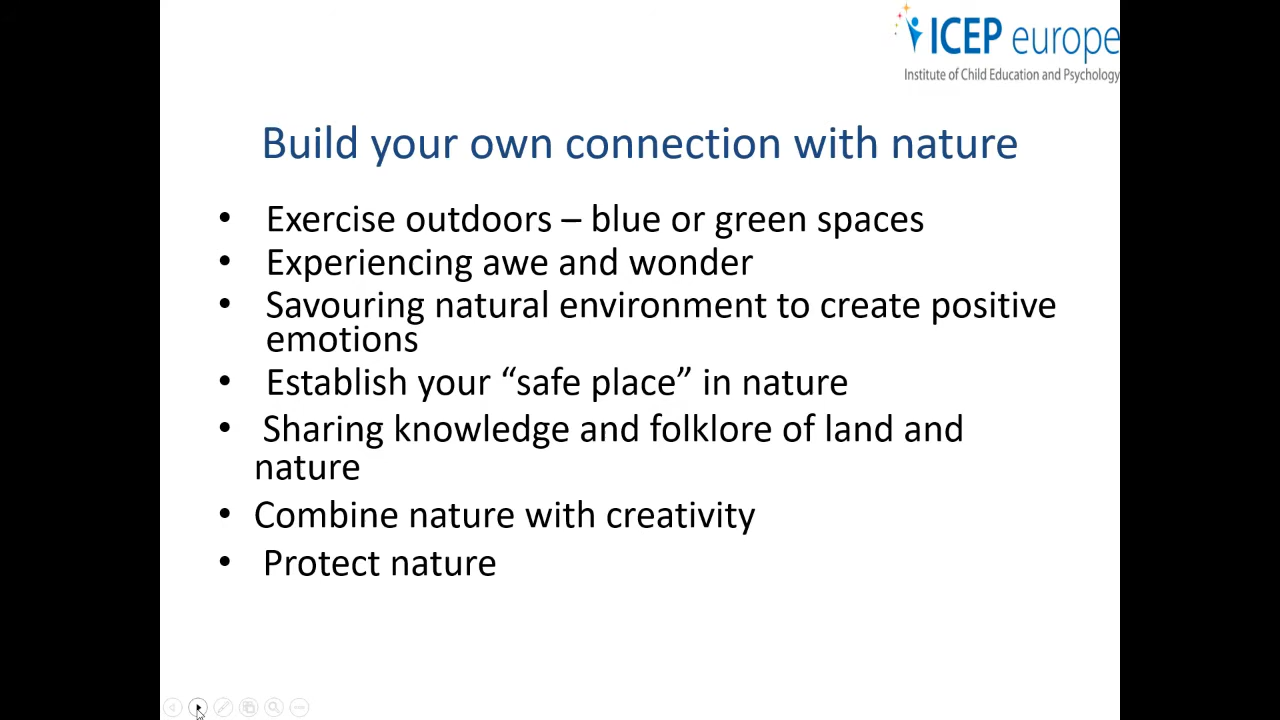 ICEP europe
Institute of Child Education and Psychology
Build your own connection with nature
• Exercise outdoors – blue or green spaces
• Experiencing awe and wonder
• Savouring natural environment to create positive
emotions
• Establish your “safe place” in nature
• Sharing knowledge and folklore of land and
nature
• Combine nature with creativity
• Protect nature